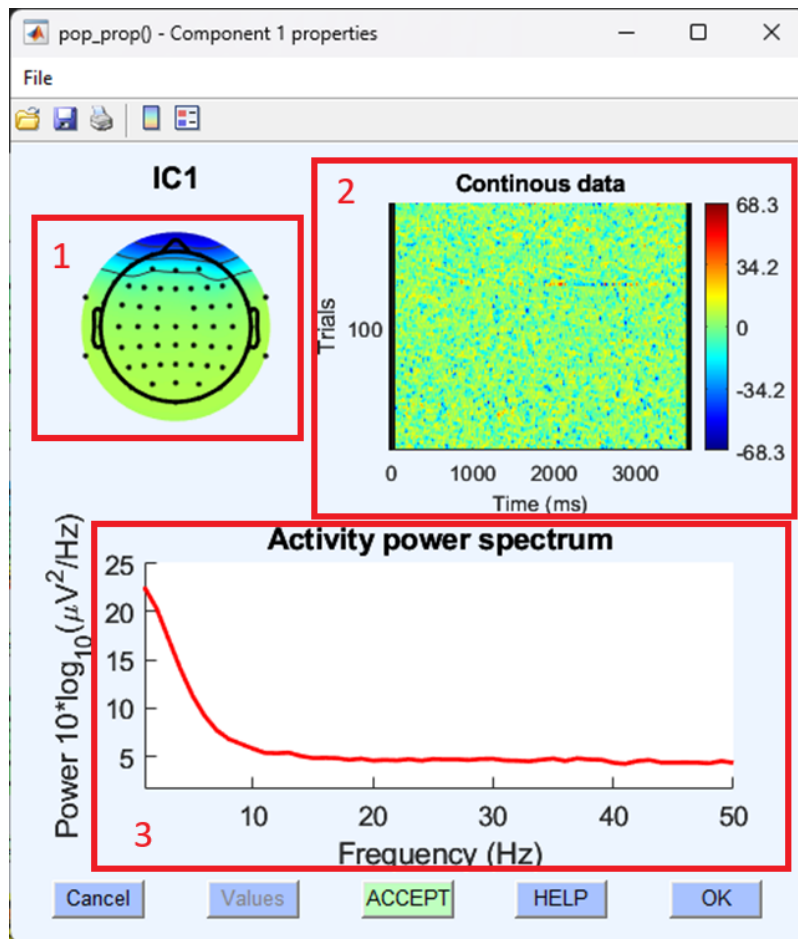 pop_prop() - Component 1 properties
File
IC1
1
2
Continous data
68.3
34.2
0
-34.2
-68.3
Trials
100
0 1000 2000 3000
Time (ms)
Activity power spectrum
Power 10*log10(μV2/Hz)
25
20
15
10
5
10 20 30 40 50
3
Frequency (Hz)
Cancel Values ACCEPT HELP OK